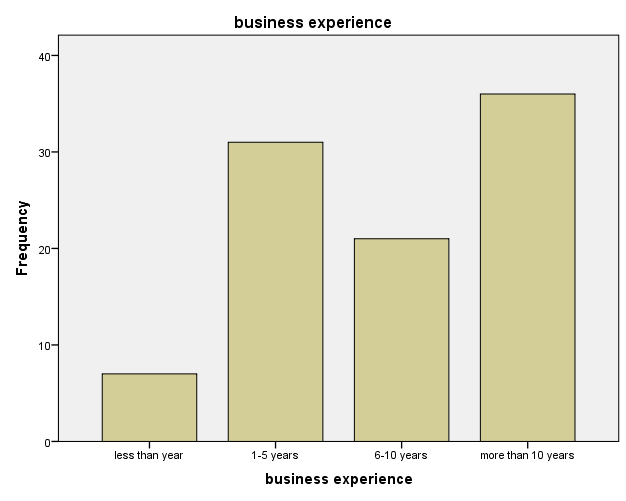 business experience
Frequency
40
30
20
10
0
less than year 1-5 years 6-10 years more than 10 years
business experience